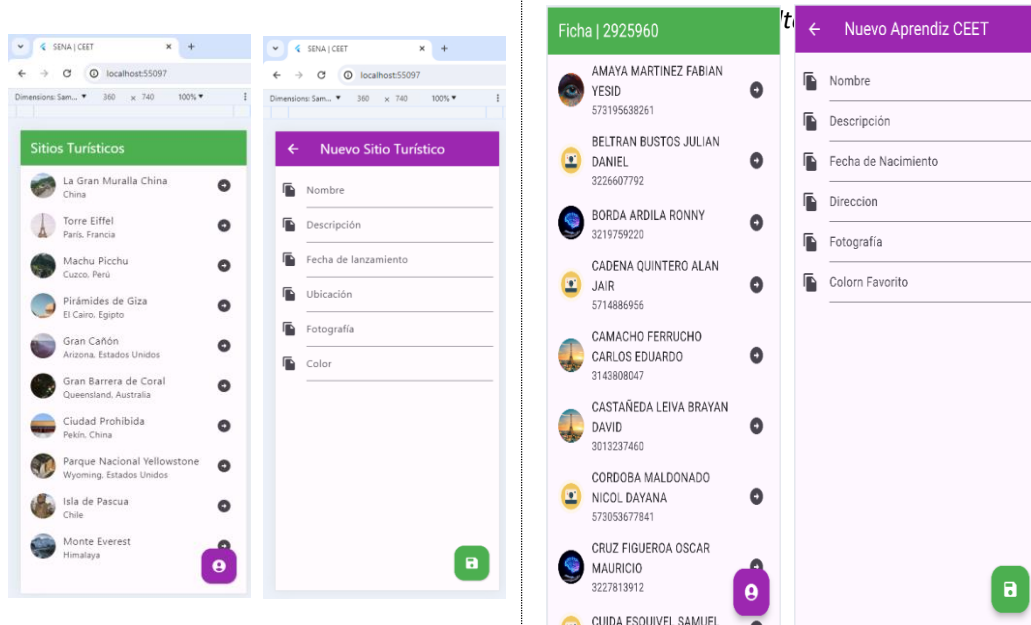 SENA | CEET
localhost:55097
Dimensions: Sam...
360
x
740
100%
Sitios Turísticos
La Gran Muralla China
China
Torre Eiffel
París, Francia
Machu Picchu
Cuzco, Perú
Pirámides de Giza
El Cairo, Egipto
Gran Cañón
Arizona, Estados Unidos
Gran Barrera de Coral
Queensland, Australia
Ciudad Prohibida
Pekín, China
Parque Nacional Yellowstone
Wyoming, Estados Unidos
Isla de Pascua
Chile
Monte Everest
Himalaya
SENA | CEET
localhost:55097
Dimensions: Sam...
360
x
740
100%
Nuevo Sitio Turístico
Nombre
Descripción
Fecha de lanzamiento
Ubicación
Fotografía
Color
Ficha | 2925960
AMAYA MARTINEZ FABIAN
YESID
573195638261
BELTRAN BUSTOS JULIAN
DANIEL
3226607792
BORDA ARDILA RONNY
3219759220
CADENA QUINTERO ALAN
JAIR
5714886956
CAMACHO FERRUCHO
CARLOS EDUARDO
3143808047
CASTAÑEDA LEIVA BRAYAN
DAVID
3013237460
CORDOBA MALDONADO
NICOL DAYANA
573053677841
CRUZ FIGUEROA OSCAR
MAURICIO
3227813912
CUIDA ESQUIVEL SAMUEL
Nuevo Aprendiz CEET
Nombre
Descripción
Fecha de Nacimiento
Direccion
Fotografía
Colorn Favorito